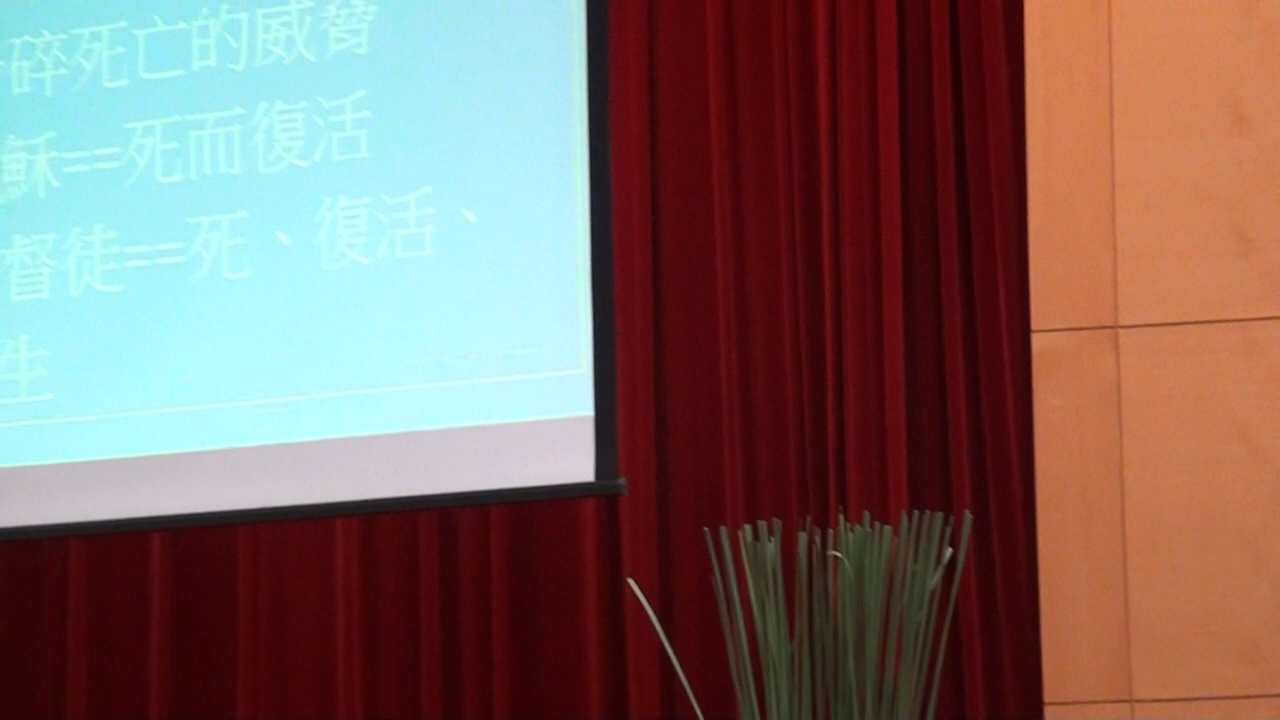 碎死亡的威脅
穌==死而復活
督徒==死、復活、
生